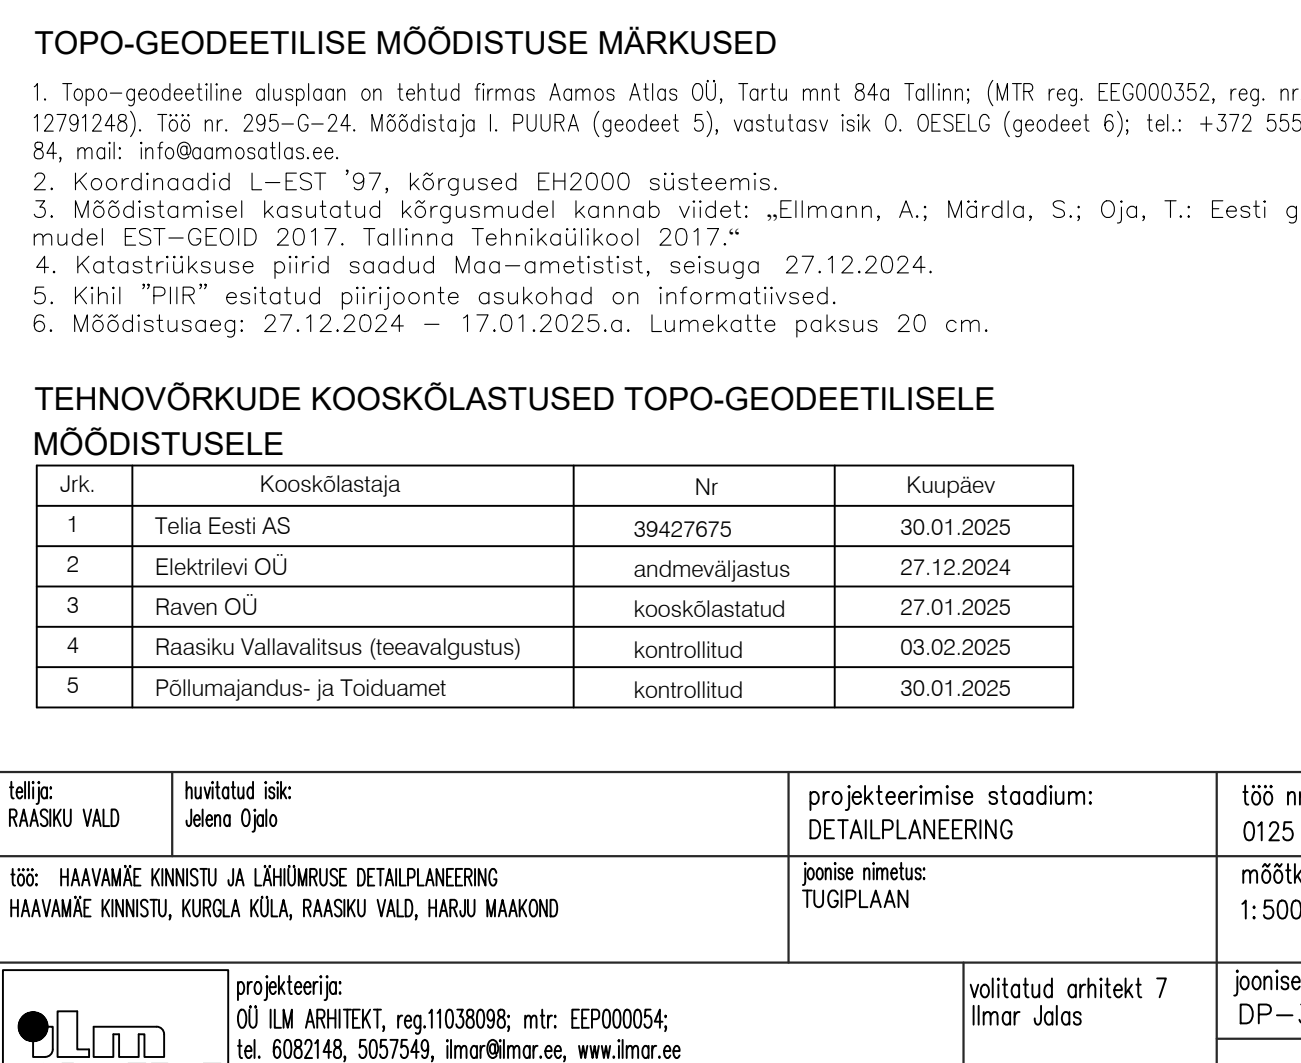 TOPO-GEODEETILISE MÕÕDISTUSE MÄRKUSED
1. Topo-geodeetiline alusplaan on tehtud firmas Aamos Atlas OÜ, Tartu mnt 84a Tallinn; (MTR reg. EEG000352, reg. nr
12791248). Töö nr. 295-G-24. Mõõdistaja I. PUURA (geodeet 5), vastutasv isik O. OESELG (geodeet 6); tel.: +372 555
84, mail: info@aamosatlas.ee.
2. Koordinaadid L-EST '97, kõrgused EH2000 süsteemis.
3. Mõõdistamisel kasutatud kõrgusmudel kannab viidet: „Ellmann, A.; Märdla, S.; Oja, T.: Eesti g
mudel EST-GEOID 2017. Tallinna Tehnikaülikool 2017.“
4. Katastriüksuse piirid saadud Maa-ametistist, seisuga 27.12.2024.
5. Kihil "PIIR" esitatud piirijoonte asukohad on informatiivsed.
6. Mõõdistusaeg: 27.12.2024 - 17.01.2025.a. Lumekatte paksus 20 cm.
TEHNOVÕRKUDE KOOSKÕLASTUSED TOPO-GEODEETILISELE
MÕÕDISTUSELE
Jrk. Kooskõlastaja Nr Kuupäev
1 Telia Eesti AS 39427675 30.01.2025
2 Elektrilevi OÜ andmeväljastus 27.12.2024
3 Raven OÜ kooskõlastatud 27.01.2025
4 Raasiku Vallavalitsus (teeavalgustus) kontrollitud 03.02.2025
5 Põllumajandus- ja Toiduamet kontrollitud 30.01.2025
tellija:
RAASIKU VALD
huvitatud isik:
Jelena Ojalo
projekteerimise staadium:
DETAILPLANEERING
töö
0125
töö: HAAVAMÄE KINNISTU JA LÄHIÜMRUSE DETAILPLANEERING
HAAVAMÄE KINNISTU, KURGLA KÜLA, RAASIKU VALD, HARJU MAAKOND
joonise nimetus:
TUGIPLAAN
mõõtk
1:500
ilm
projekteerija:
OÜ ILM ARHITEKT, reg.11038098; mtr: EEP000054;
tel. 6082148, 5057549, ilmar@ilmar.ee, www.ilmar.ee
volitatud arhitekt 7
Ilmar Jalas
joonise
DP-